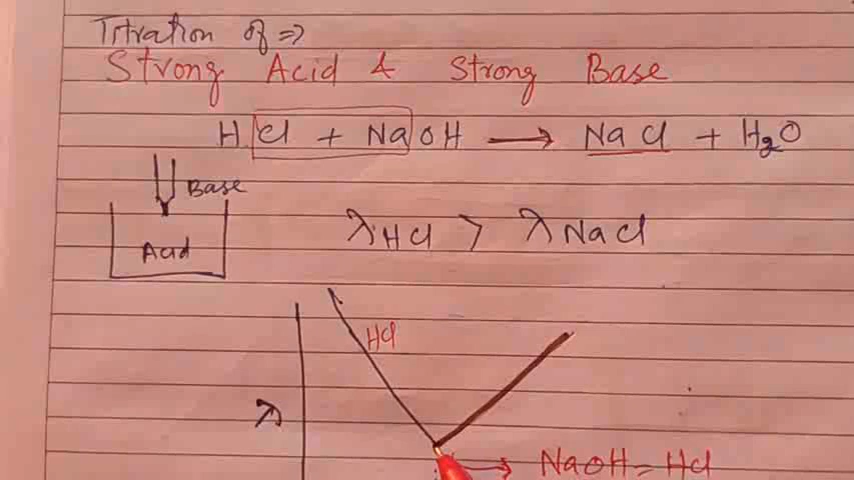 Titration of ⇒
Strong Acid & Strong Base
HCl + NaOH → NaCl + H₂O
Base
Acid
λHCl > λNaCl
HCl
λ
→ NaOH = HCl